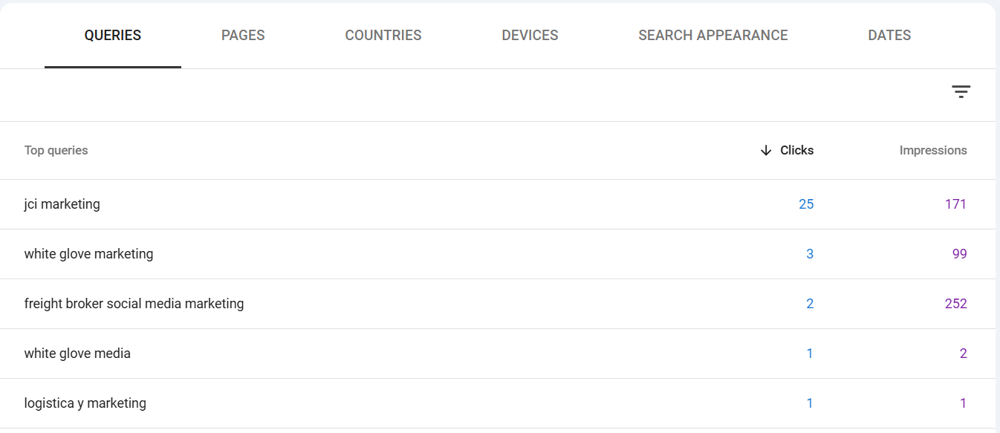 QUERIES PAGES COUNTRIES DEVICES SEARCH APPEARANCE DATES
Top queries Clicks Impressions
jci marketing 25 171
white glove marketing 3 99
freight broker social media marketing 2 252
white glove media 1 2
logistica y marketing 1 1